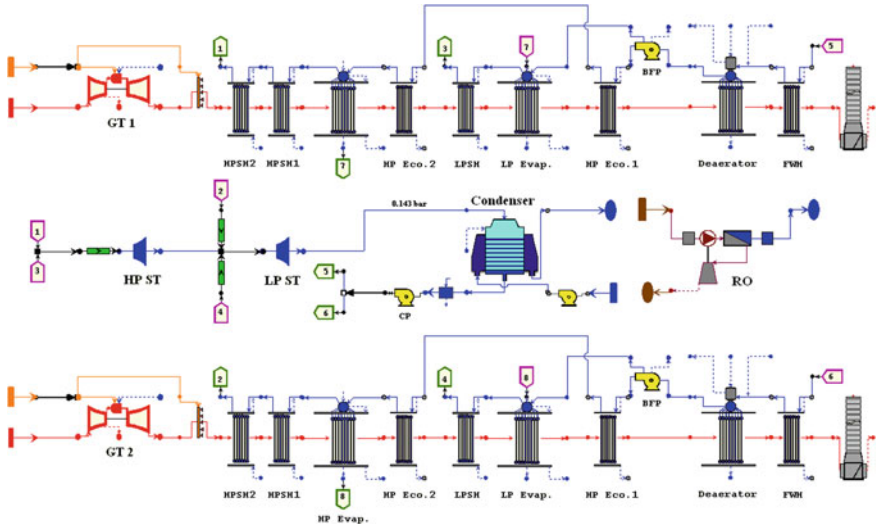 1
3
7
5
BFP
GT 1
HPSH2
HPSH1
7
HP Eco.2
LPSH
LP Evap.
HP Eco.1
Deaerator
FWH
2
1
3
HP ST
4
LP ST
0.143 bar
Condenser
5
6
CP
RO
2
4
8
6
BFP
GT 2
HPSH2
HPSH1
8
HP Evap.
HP Eco.2
LPSH
LP Evap.
HP Eco.1
Deaerator
FWH